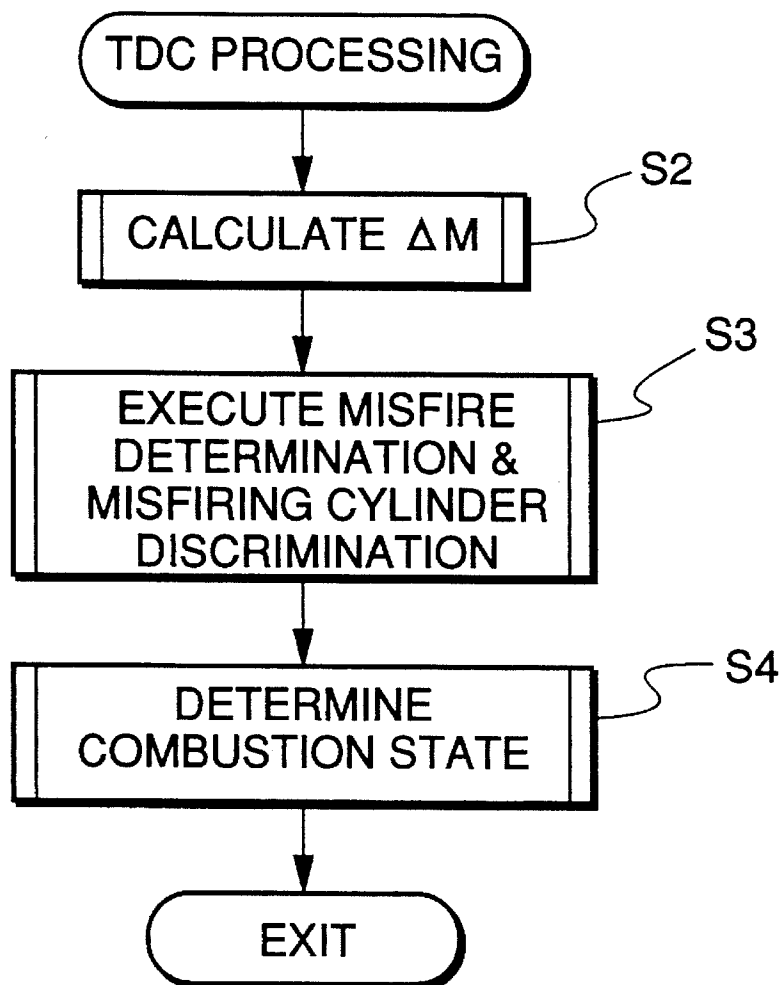 TDC PROCESSING
S2
CALCULATE ΔM
S3
EXECUTE MISFIRE
DETERMINATION &
MISFIRING CYLINDER
DISCRIMINATION
S4
DETERMINE
COMBUSTION STATE
EXIT